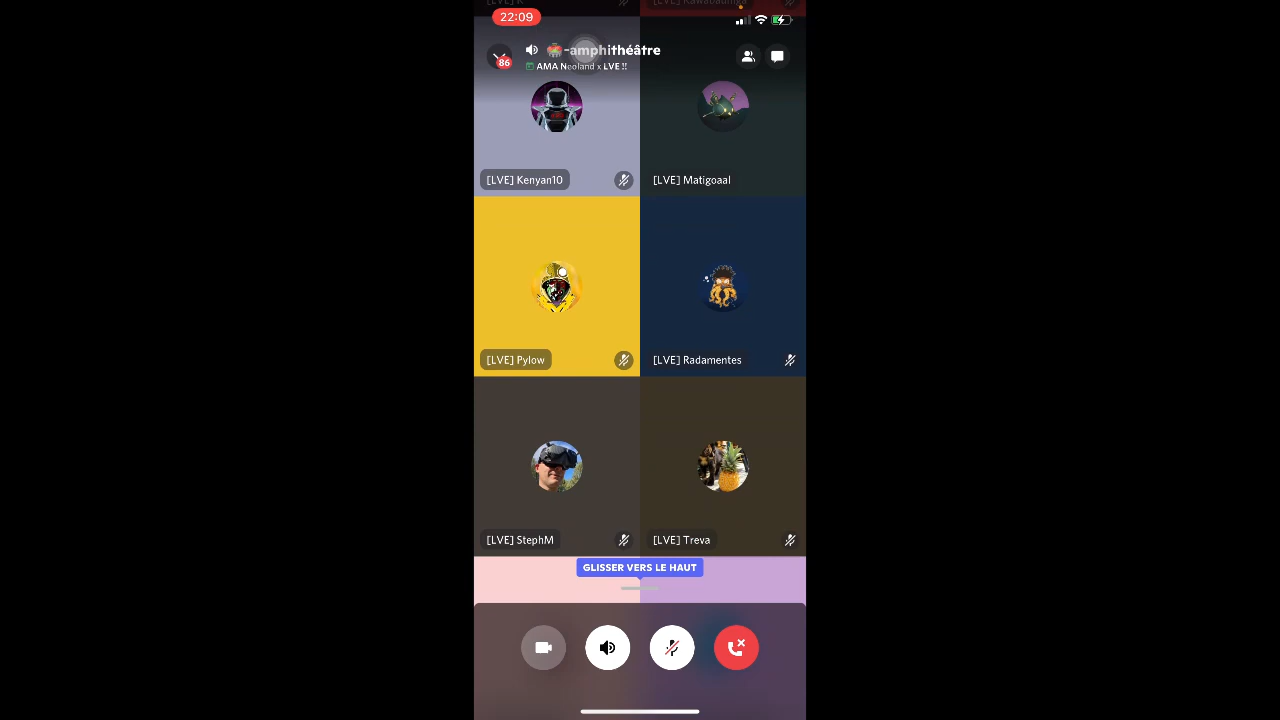 22:09
-amphithéâtre
86
AMA Neoland x LVE !!
[LVE] Kenyan10
[LVE] Matigoaal
[LVE] Pylow
[LVE] Radamentes
[LVE] StephM
[LVE] Treva
GLISSER VERS LE HAUT